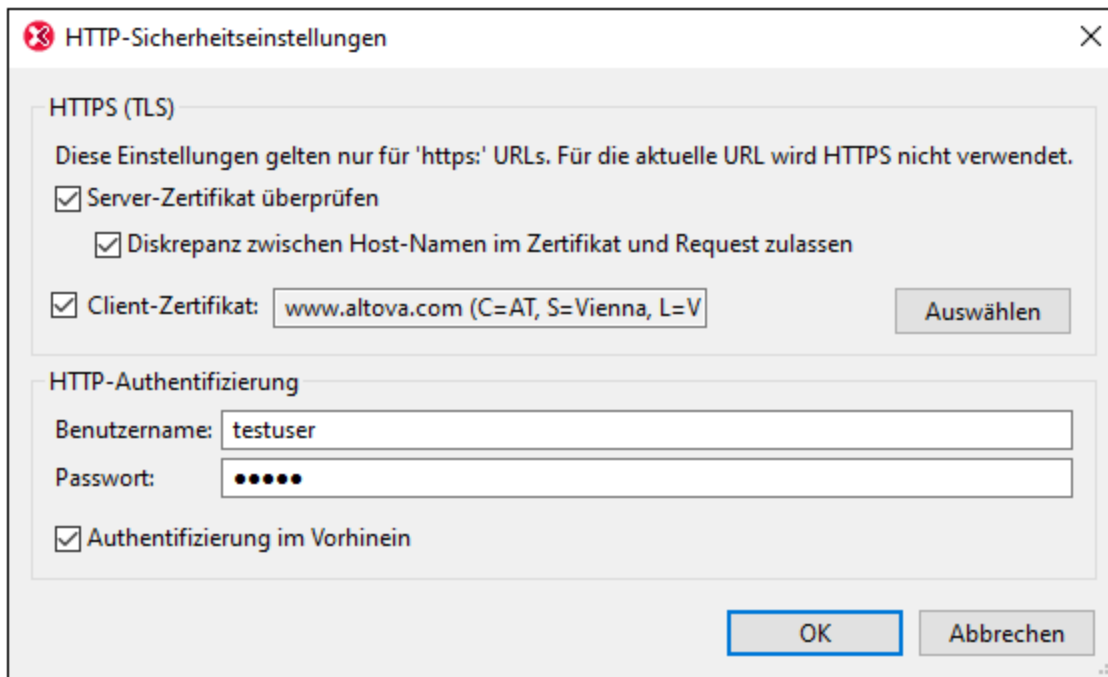 HTTP-Sicherheitseinstellungen
HTTPS (TLS)
Diese Einstellungen gelten nur für 'https:' URLs. Für die aktuelle URL wird HTTPS nicht verwendet.
Server-Zertifikat überprüfen
Diskrepanz zwischen Host-Namen im Zertifikat und Request zulassen
Client-Zertifikat: www.altova.com (C=AT, S=Vienna, L=V Auswählen
HTTP-Authentifizierung
Benutzername: testuser
Passwort: •••••
Authentifizierung im Vorhinein
OK Abbrechen